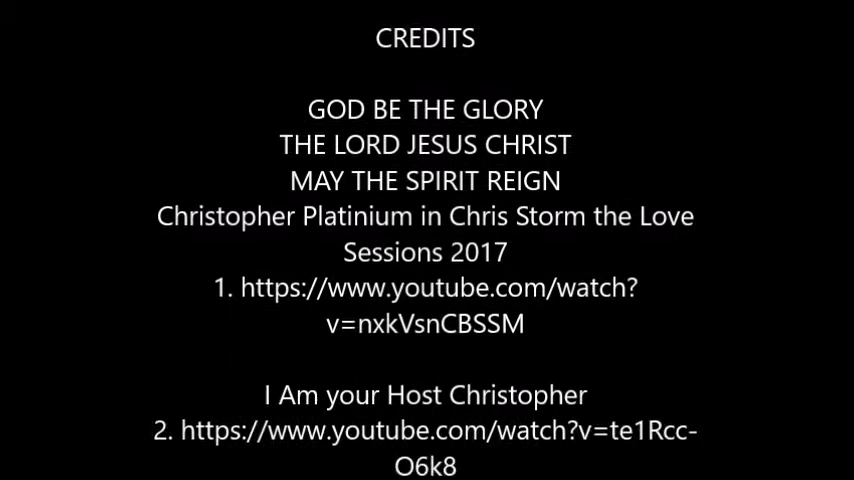 CREDITS
GOD BE THE GLORY
THE LORD JESUS CHRIST
MAY THE SPIRIT REIGN
Christopher Platinium in Chris Storm the Love
Sessions 2017
1. https://www.youtube.com/watch?
v=nxkVsnCBSSM
I Am your Host Christopher
2. https://www.youtube.com/watch?v=te1Rcc-
O6k8